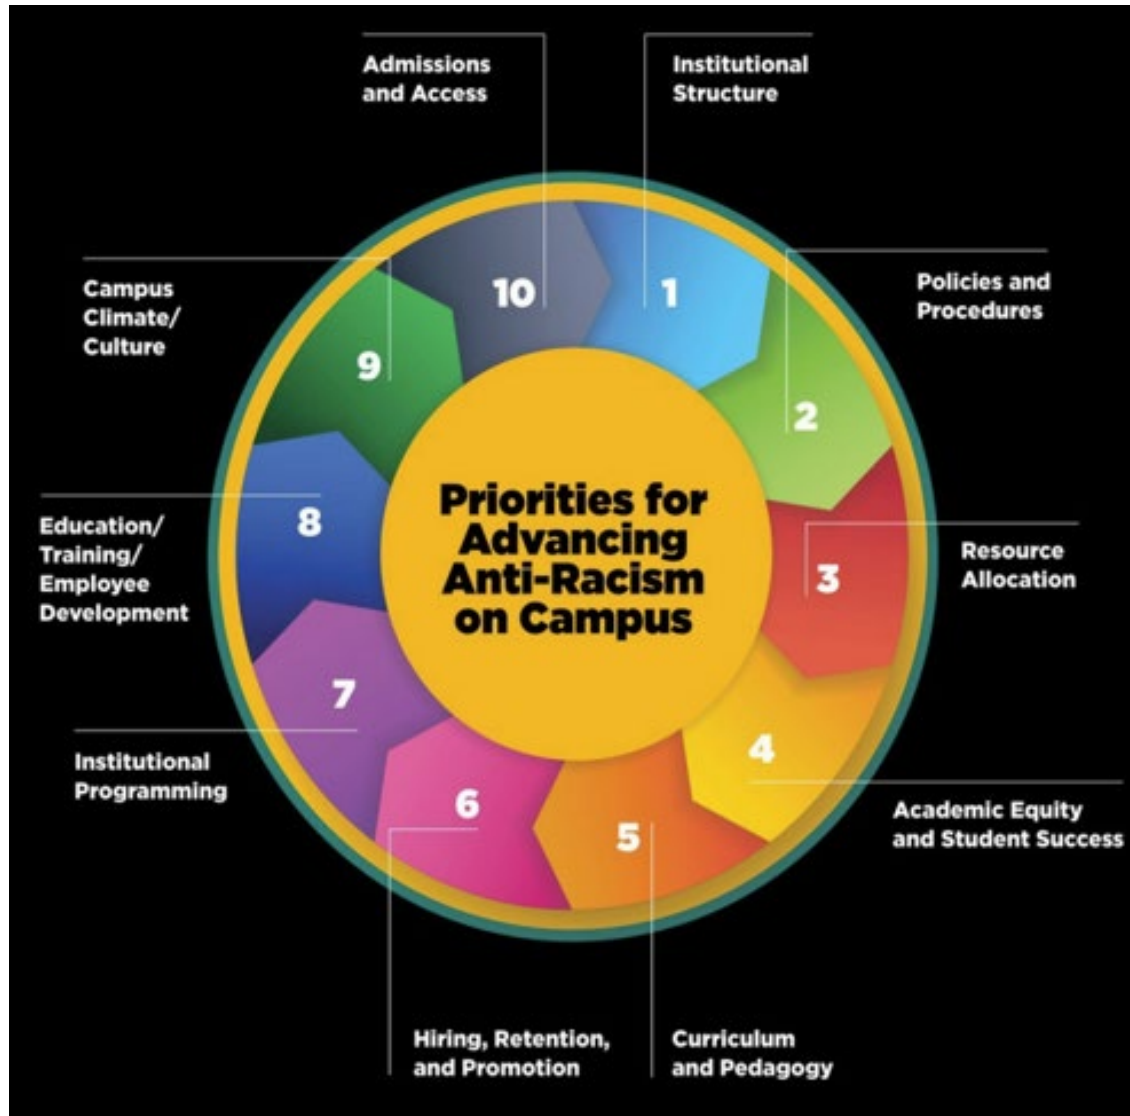 Priorities for
Advancing
Anti-Racism
on Campus
1
Institutional
Structure
2
Policies and
Procedures
3
Resource
Allocation
4
Academic Equity
and Student Success
5
Curriculum
and Pedagogy
6
Hiring, Retention,
and Promotion
7
Institutional
Programming
8
Education/
Training/
Employee
Development
9
Campus
Climate/
Culture
10
Admissions
and Access